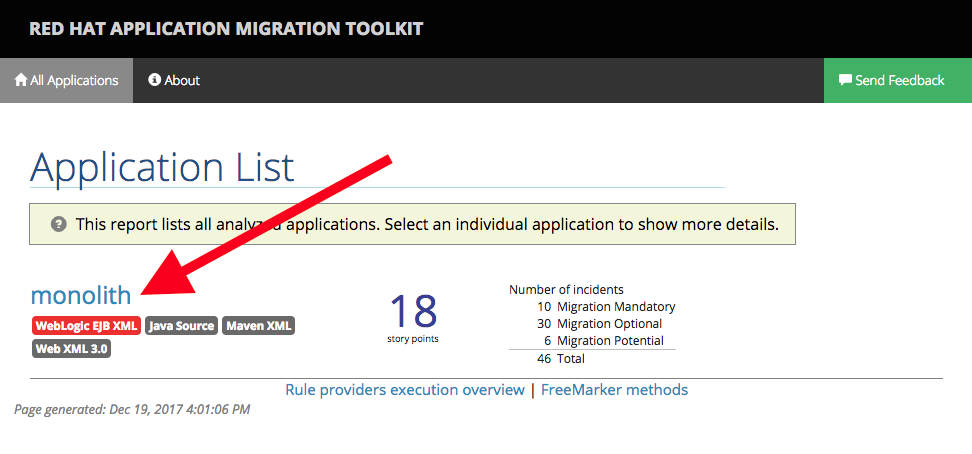 RED HAT APPLICATION MIGRATION TOOLKIT
All Applications
About
Send Feedback
Application List
This report lists all analyzed applications. Select an individual application to show more details.
monolith
WebLogic EJB XML
Java Source
Maven XML
Web XML 3.0
18
story points
Number of incidents
10 Migration Mandatory
30 Migration Optional
6 Migration Potential
46 Total
Rule providers execution overview | FreeMarker methods
Page generated: Dec 19, 2017 4:01:06 PM